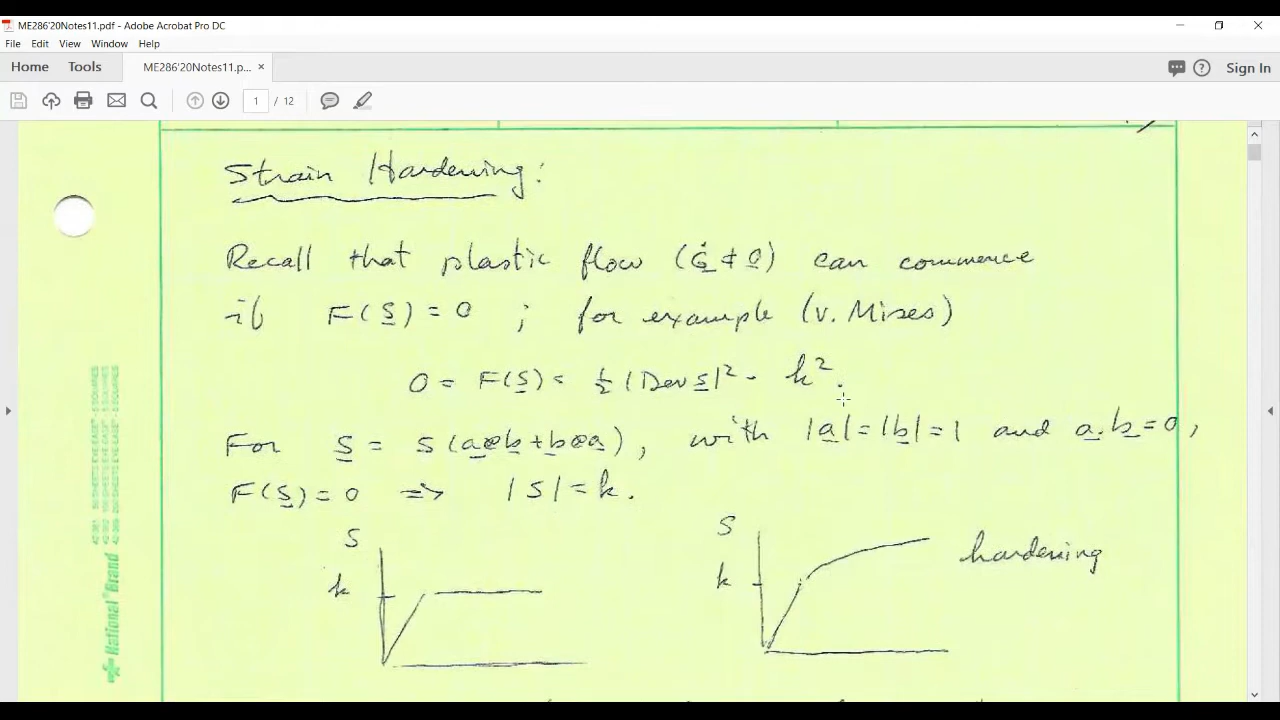 ME286'20Notes11.pdf - Adobe Acrobat Pro DC
File Edit View Window Help
Home Tools ME286'20Notes11.p... × Sign In
1 / 12
Strain Hardening:
Recall that plastic flow (Ġ ≠ 0) can commence
if F(S) = 0 ; for example (v. Mises)
0 = F(S) = ½ |Dev S|² - k².
For S = S(a⊗b + b⊗a), with |a| = |b| = 1 and a.b = 0,
F(S) = 0 => |S| = k.
S
k
S
k
hardening
National Brand